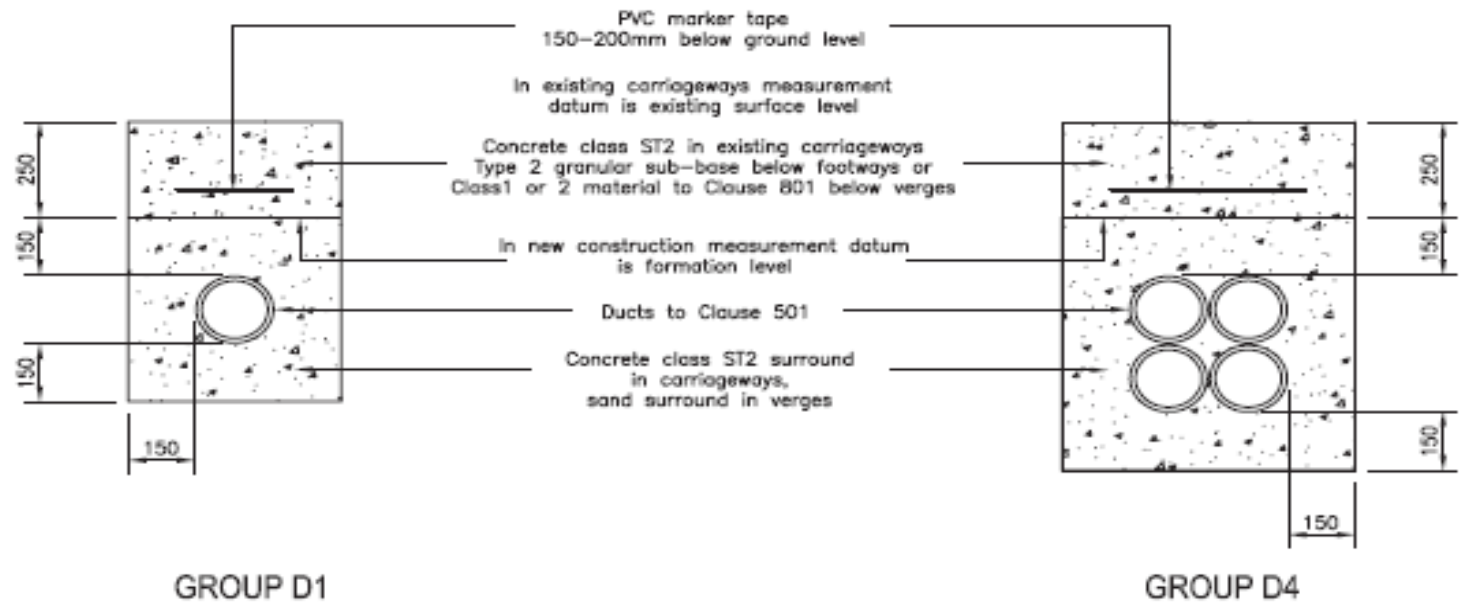 PVC marker tape
150-200mm below ground level
In existing carriageways measurement
datum is existing surface level
Concrete class ST2 in existing carriageways
Type 2 granular sub-base below footways or
Class1 or 2 material to Clause 801 below verges
In new construction measurement datum
is formation level
Ducts to Clause 501
Concrete class ST2 surround
in carriageways,
sand surround in verges
250
150
150
150
250
150
150
150
GROUP D1
GROUP D4